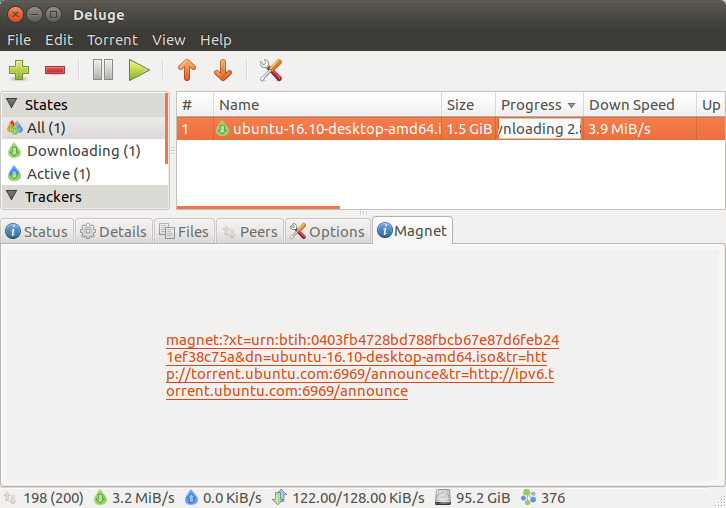 Deluge
File Edit Torrent View Help
States
All (1)
Downloading (1)
Active (1)
Trackers
# Name Size Progress Down Speed Up
1 ubuntu-16.10-desktop-amd64.i 1.5 GiB nloading 2. 3.9 MiB/s
Status Details Files Peers Options Magnet
magnet:?xt=urn:btih:0403fb4728bd788fbcb67e87d6feb24
1ef38c75a&dn=ubuntu-16.10-desktop-amd64.iso&tr=htt
p://torrent.ubuntu.com:6969/announce&tr=http://ipv6.t
orrent.ubuntu.com:6969/announce
198 (200) 3.2 MiB/s 0.0 KiB/s 122.00/128.00 KiB/s 95.2 GiB 376